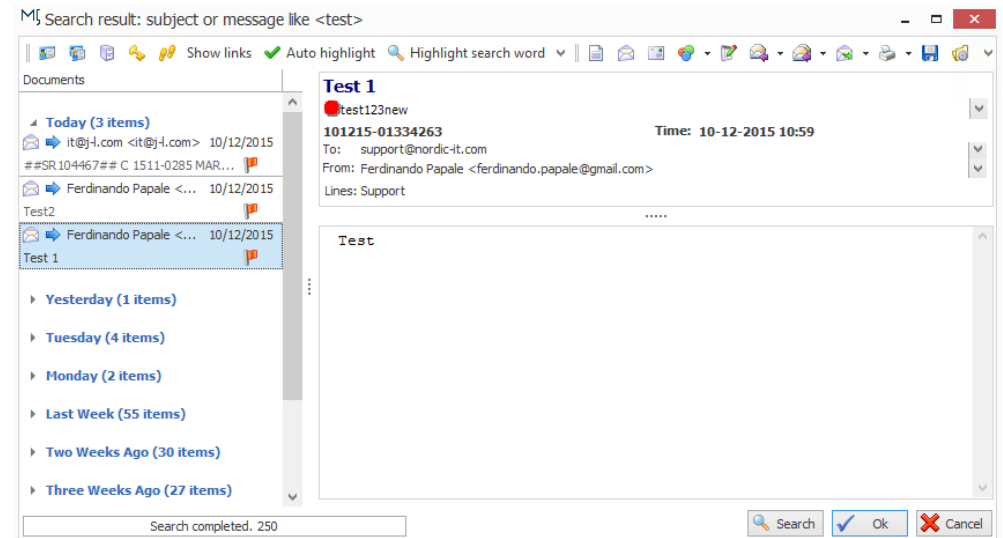 Search result: subject or message like <test>
Show links Auto highlight Highlight search word
Documents
Today (3 items)
it@j-l.com <it@j-l.com> 10/12/2015
##SR104467## C 1511-0285 MAR...
Ferdinando Papale <... 10/12/2015
Test2
Ferdinando Papale <... 10/12/2015
Test 1
Yesterday (1 items)
Tuesday (4 items)
Monday (2 items)
Last Week (55 items)
Two Weeks Ago (30 items)
Three Weeks Ago (27 items)
Search completed. 250
Test 1
test123new
101215-01334263 Time: 10-12-2015 10:59
To: support@nordic-it.com
From: Ferdinando Papale <ferdinando.papale@gmail.com>
Lines: Support
Test
Search Ok Cancel